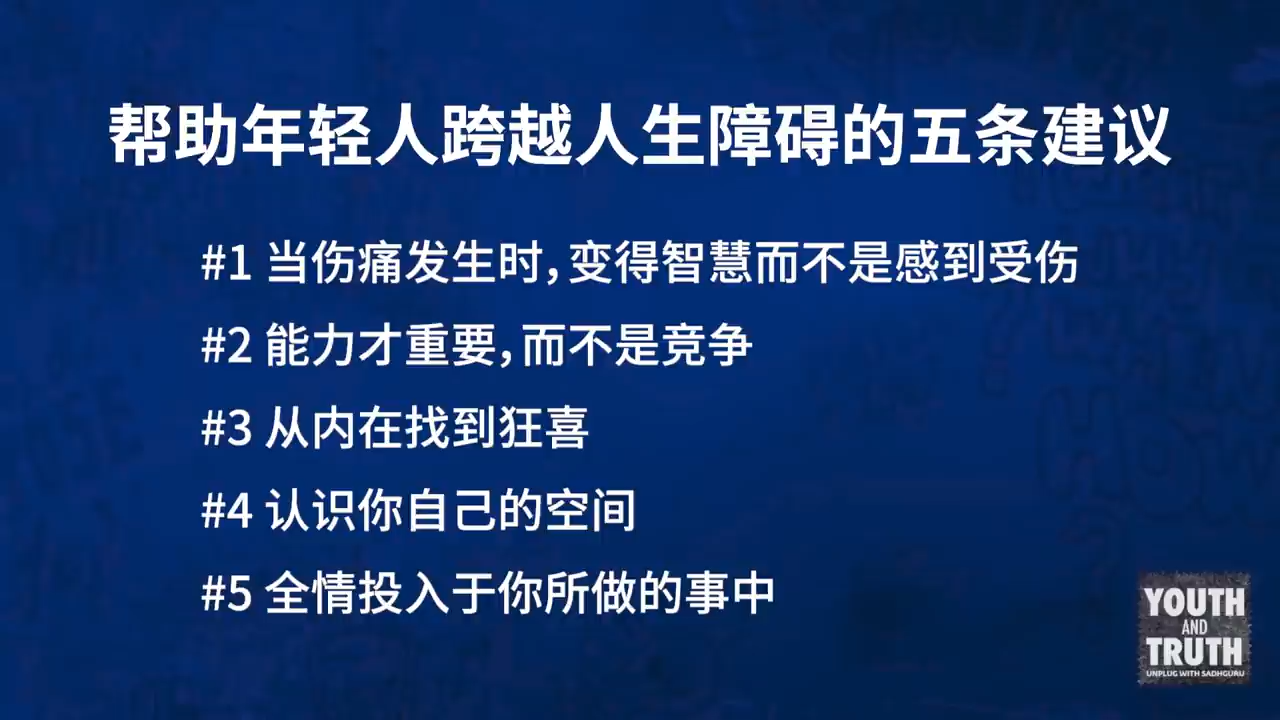 帮助年轻人跨越人生障碍的五条建议
#1 当伤痛发生时,变得智慧而不是感到受伤
#2 能力才重要,而不是竞争
#3 从内在找到狂喜
#4 认识你自己的空间
#5 全情投入于你所做的事中
YOUTH
AND
TRUTH
UNPLUG WITH SADHGURU